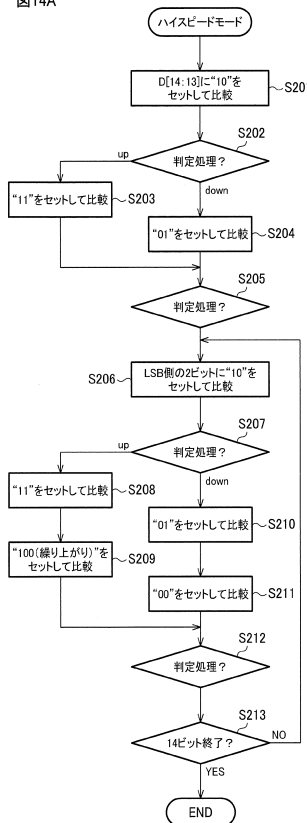 図14A
ハイスピードモード
D[14:13]に"10"を
セットして比較
S201
S202
判定処理?
up
down
"11"をセットして比較
S203
"01"をセットして比較
S204
S205
判定処理?
LSB側の2ビットに"10"を
セットして比較
S206
S207
判定処理?
up
down
"11"をセットして比較
S208
"01"をセットして比較
S210
"100(繰り上がり)"を
セットして比較
S209
"00"をセットして比較
S211
S212
判定処理?
S213
14ビット終了?
NO
YES
END